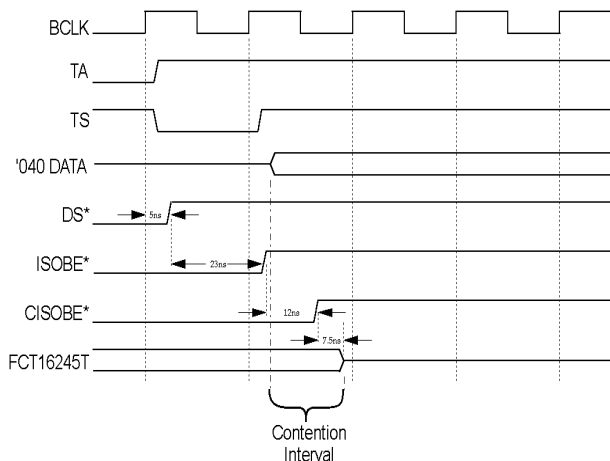 BCLK
TA
TS
'040 DATA
DS*
5ns
ISOBE*
23ns
CISOBE*
12ns
FCT16245T
7.5ns
Contention
Interval